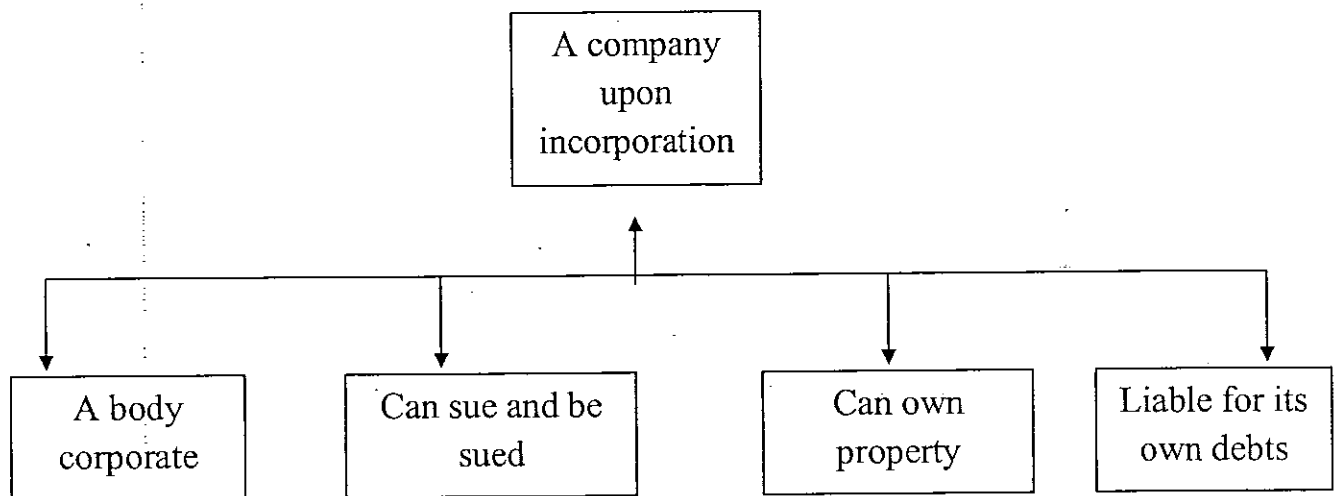 A company
upon
incorporation
A body
corporate
Can sue and be
sued
Can own
property
Liable for its
own debts